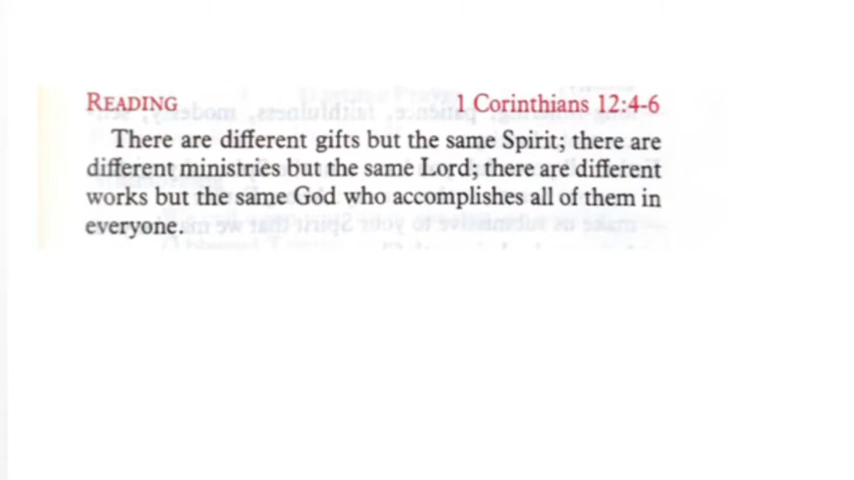 READING 1 Corinthians 12:4-6
There are different gifts but the same Spirit; there are
different ministries but the same Lord; there are different
works but the same God who accomplishes all of them in
everyone.